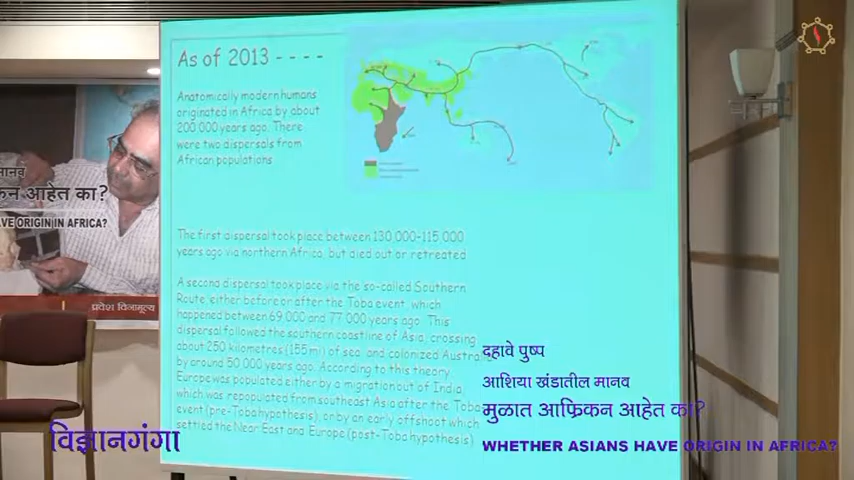 As of 2013 - - - -
Anatomically modern humans
originated in Africa by about
200 000 years ago. There
were two dispersals from
African populations
The first dispersal took place between 130 000-115 000
years ago via northern Africa, but died out or retreated
A second dispersal took place via the so-called Southern
Route, either before or after the Toba event, which
happened between 69 000 and 77 000 years ago. This
dispersal followed the southern coastline of Asia, crossing
about 250 kilometres (155 mi) of sea, and colonized Austra
by around 50 000 years ago. According to this theory,
Europe was populated either by a migration out of India,
which was repopulated from southeast Asia after the Toba
event (pre-Toba hypothesis), or by an early offshoot which
settled the Near East and Europe (post-Toba hypothesis)
मानव
कन आहेत का?
AVE ORIGIN IN AFRICA?
प्रवेश विनामूल्य
दहावे पुष्प
आशिया खंडातील मानव
मुळात आफ्रिकन आहेत का?
WHETHER ASIANS HAVE ORIGIN IN AFRICA?
विज्ञानगंगा